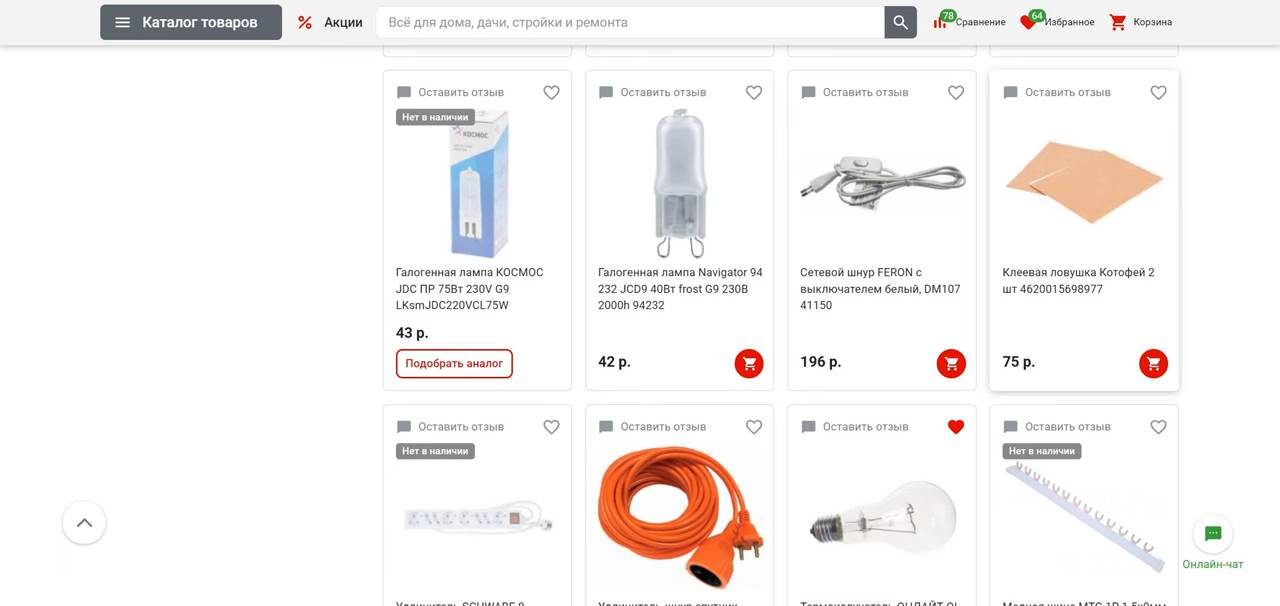 Каталог товаров
Акции
Всё для дома, дачи, стройки и ремонта
78
Сравнение
64
Избранное
Корзина
Оставить отзыв
Нет в наличии
КОСМОС
Галогенная лампа КОСМОС
JDC ПР 75Вт 230V G9
LKsmJDC220VCL75W
43 р.
Подобрать аналог
Оставить отзыв
Галогенная лампа Navigator 94
232 JCD9 40Вт frost G9 230В
2000h 94232
42 р.
Оставить отзыв
Сетевой шнур FERON с
выключателем белый, DM107
41150
196 р.
Оставить отзыв
Клеевая ловушка Котофей 2
шт 4620015698977
75 р.
Оставить отзыв
Нет в наличии
Оставить отзыв
Оставить отзыв
Оставить отзыв
Нет в наличии
Онлайн-чат